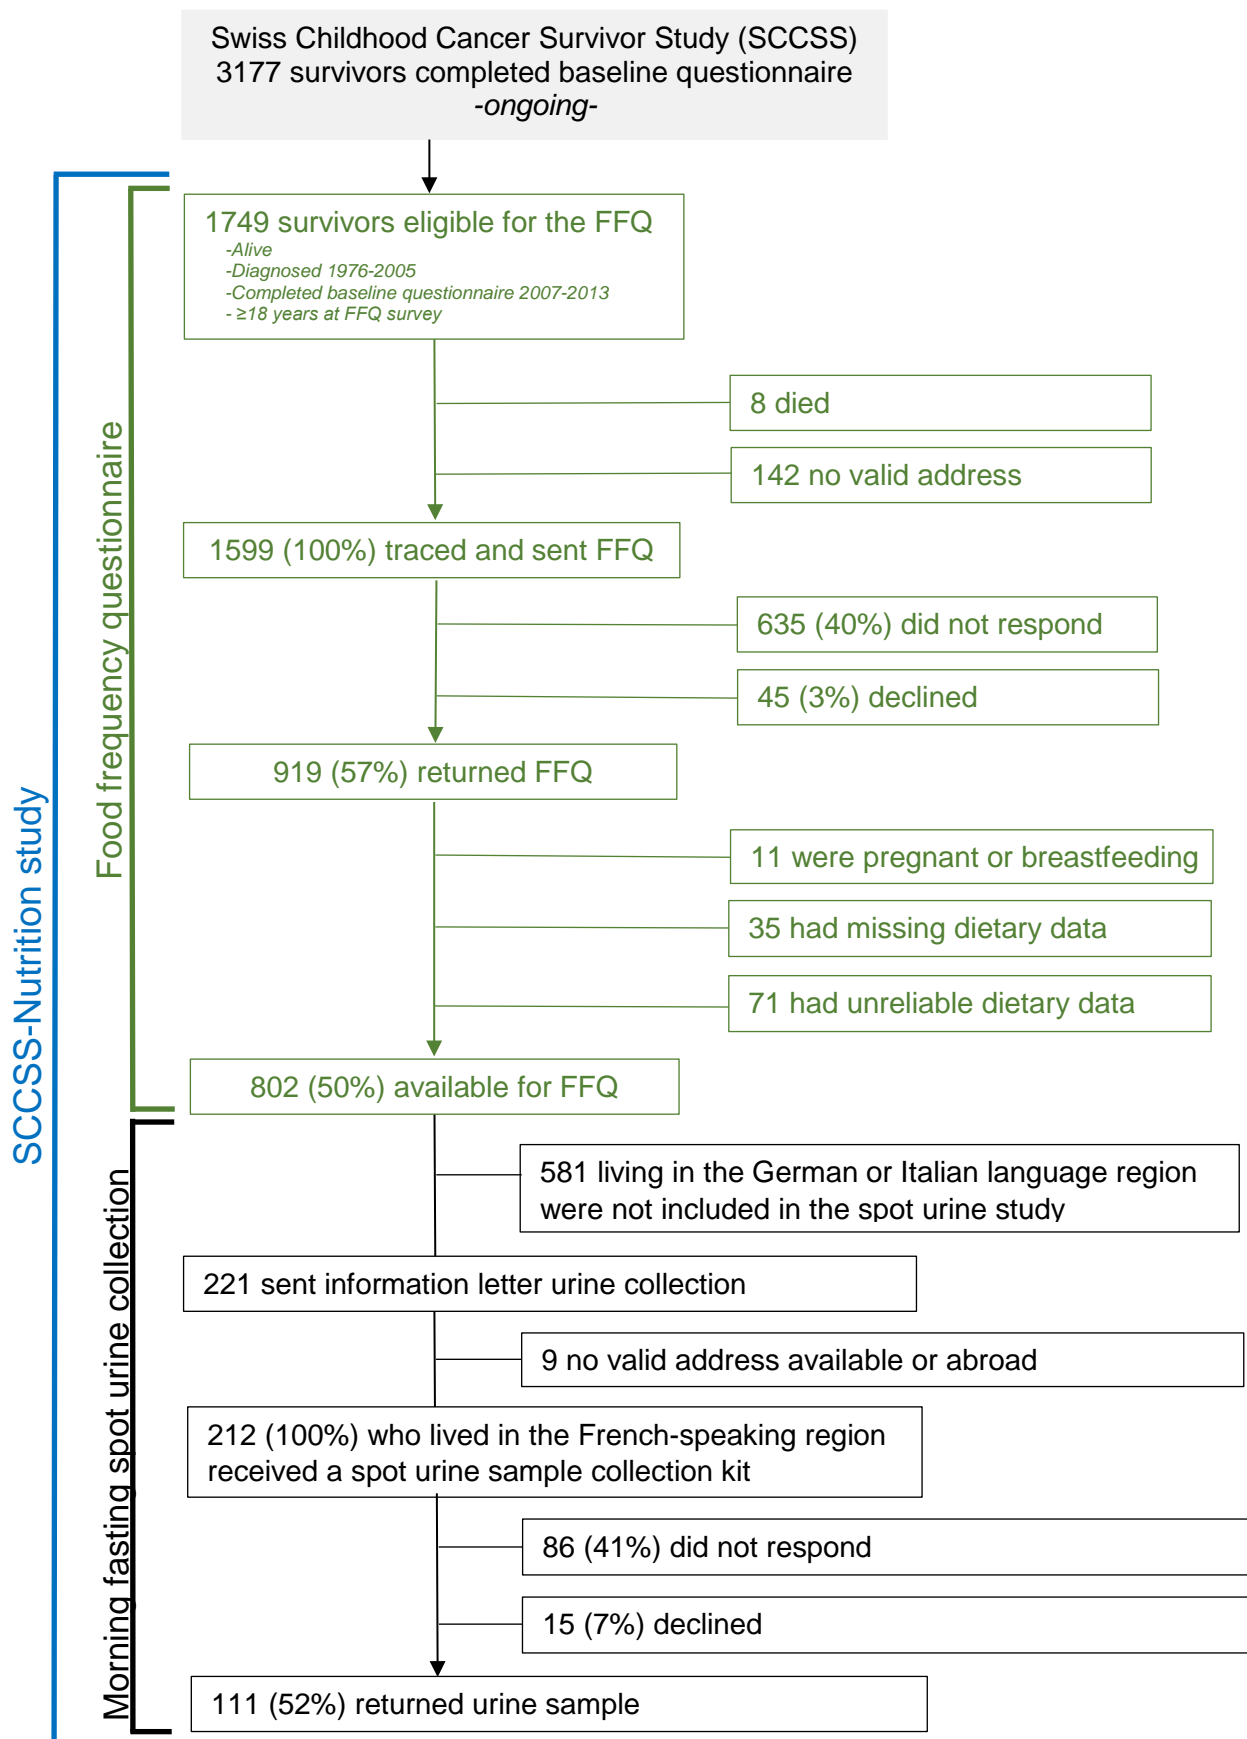 Swiss Childhood Cancer Survivor Study (SCCSS)
3177 survivors completed baseline questionnaire
-ongoing-
SCCSS-Nutrition study
Food frequency questionnaire
1749 survivors eligible for the FFQ
-Alive
-Diagnosed 1976-2005
-Completed baseline questionnaire 2007-2013
- ≥18 years at FFQ survey
8 died
142 no valid address
1599 (100%) traced and sent FFQ
635 (40%) did not respond
45 (3%) declined
919 (57%) returned FFQ
11 were pregnant or breastfeeding
35 had missing dietary data
71 had unreliable dietary data
802 (50%) available for FFQ
Morning fasting spot urine collection
581 living in the German or Italian language region
were not included in the spot urine study
221 sent information letter urine collection
9 no valid address available or abroad
212 (100%) who lived in the French-speaking region
received a spot urine sample collection kit
86 (41%) did not respond
15 (7%) declined
111 (52%) returned urine sample